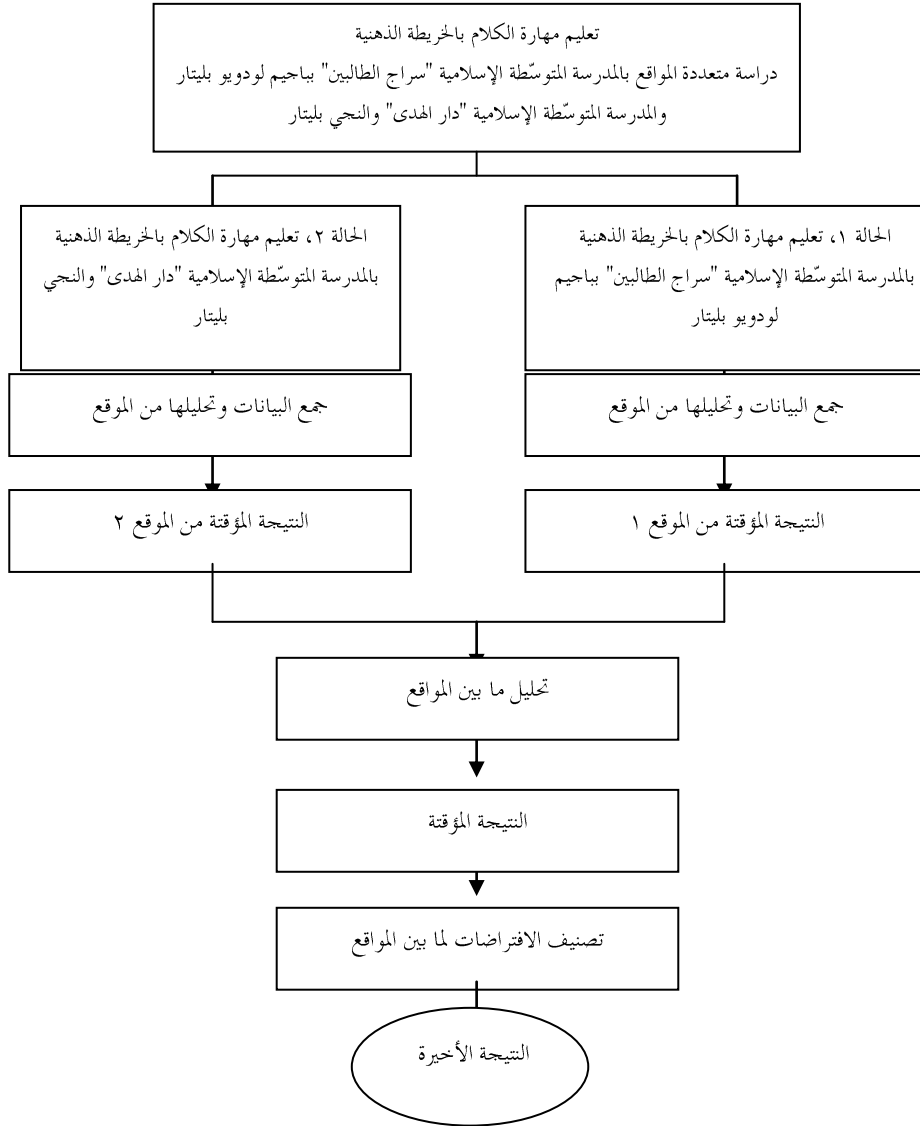 تعليم مهارة الكلام بالخريطة الذهنية
دراسة متعددة المواقع بالمدرسة المتوسّطة الإسلامية "سراج الطالبين" بباجيم لودويو بليتار
والمدرسة المتوسّطة الإسلامية "دار الهدى" والنجي بليتار
الحالة ١، تعليم مهارة الكلام بالخريطة الذهنية
بالمدرسة المتوسّطة الإسلامية "سراج الطالبين" بباجيم
لودويو بليتار
الحالة ٢، تعليم مهارة الكلام بالخريطة الذهنية
بالمدرسة المتوسّطة الإسلامية "دار الهدى" والنجي
بليتار
جمع البيانات وتحليلها من الموقع
جمع البيانات وتحليلها من الموقع
النتيجة المؤقتة من الموقع ١
النتيجة المؤقتة من الموقع ٢
تحليل ما بين المواقع
النتيجة المؤقتة
تصنيف الافتراضات لما بين المواقع
النتيجة الأخيرة